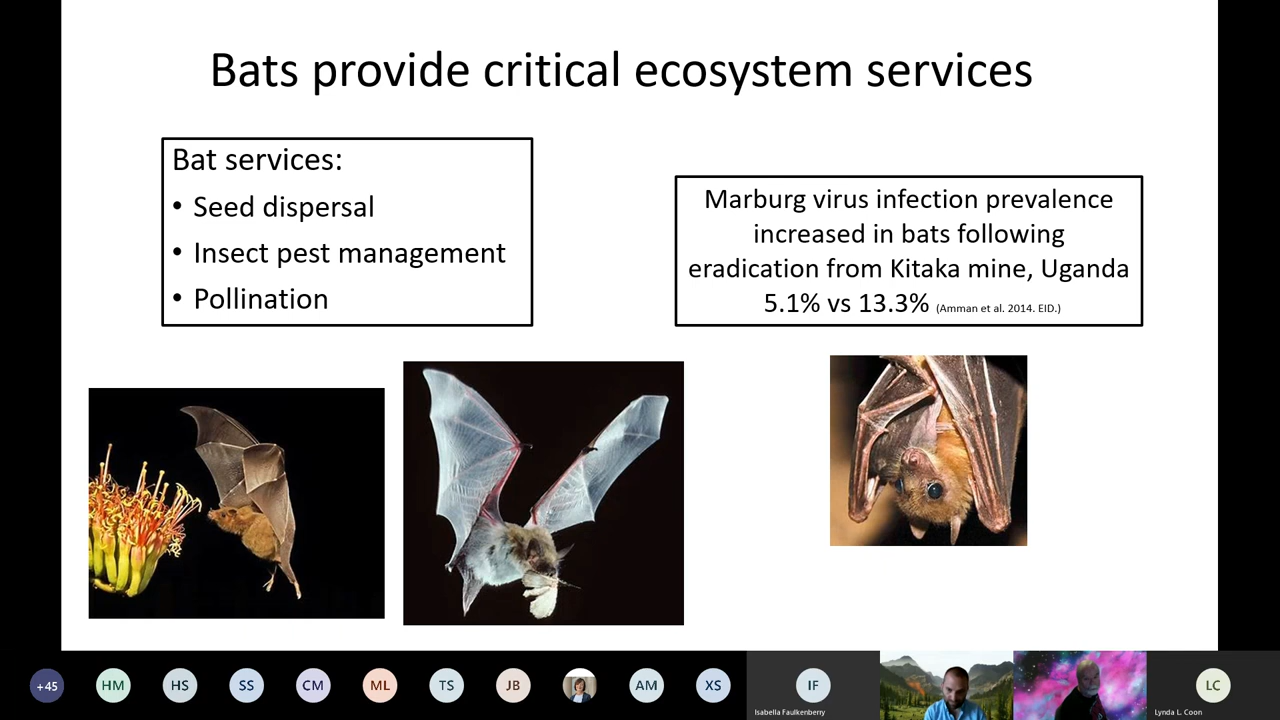 Bats provide critical ecosystem services
Bat services:
• Seed dispersal
• Insect pest management
• Pollination
Marburg virus infection prevalence
increased in bats following
eradication from Kitaka mine, Uganda
5.1% vs 13.3% (Amman et al. 2014. EID.)
+45
HM
HS
SS
CM
ML
TS
JB
AM
XS
IF
Isabella Faulkenberry
LC
Lynda L. Coon